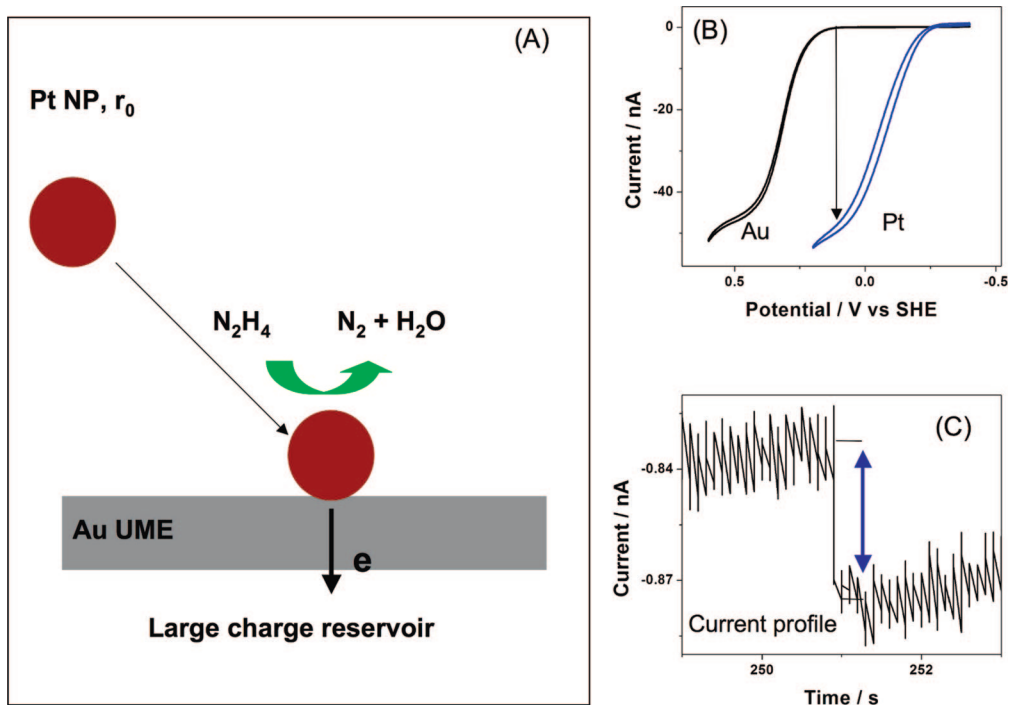 (A)
Pt NP, r₀
N₂H₄ N₂ + H₂O
Au UME
e
Large charge reservoir
(B)
0
-20
-40
Current / nA
Au
Pt
0.5 0.0 -0.5
Potential / V vs SHE
(C)
-0.84
-0.87
Current / nA
Current profile
250 252
Time / s